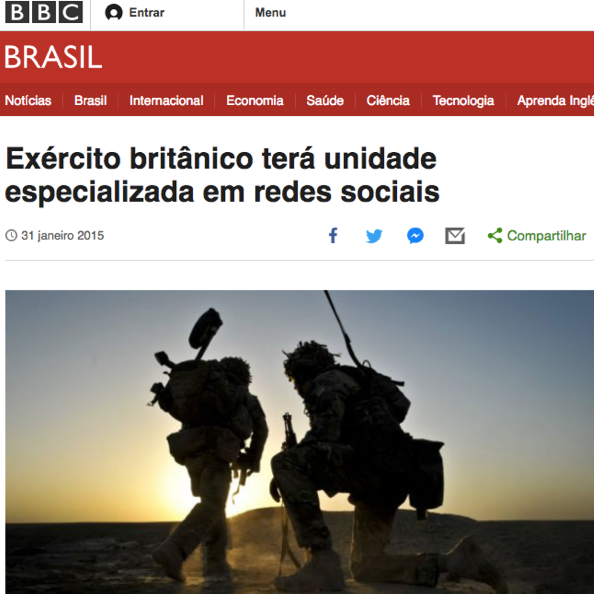 BBC Entrar Menu
BRASIL
Notícias Brasil Internacional Economia Saúde Ciência Tecnologia Aprenda
Exército britânico terá unidade
especializada em redes sociais
31 janeiro 2015 Compartilhar